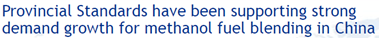 Provincial Standards have been supporting strong
demand growth for methanol fuel blending in China